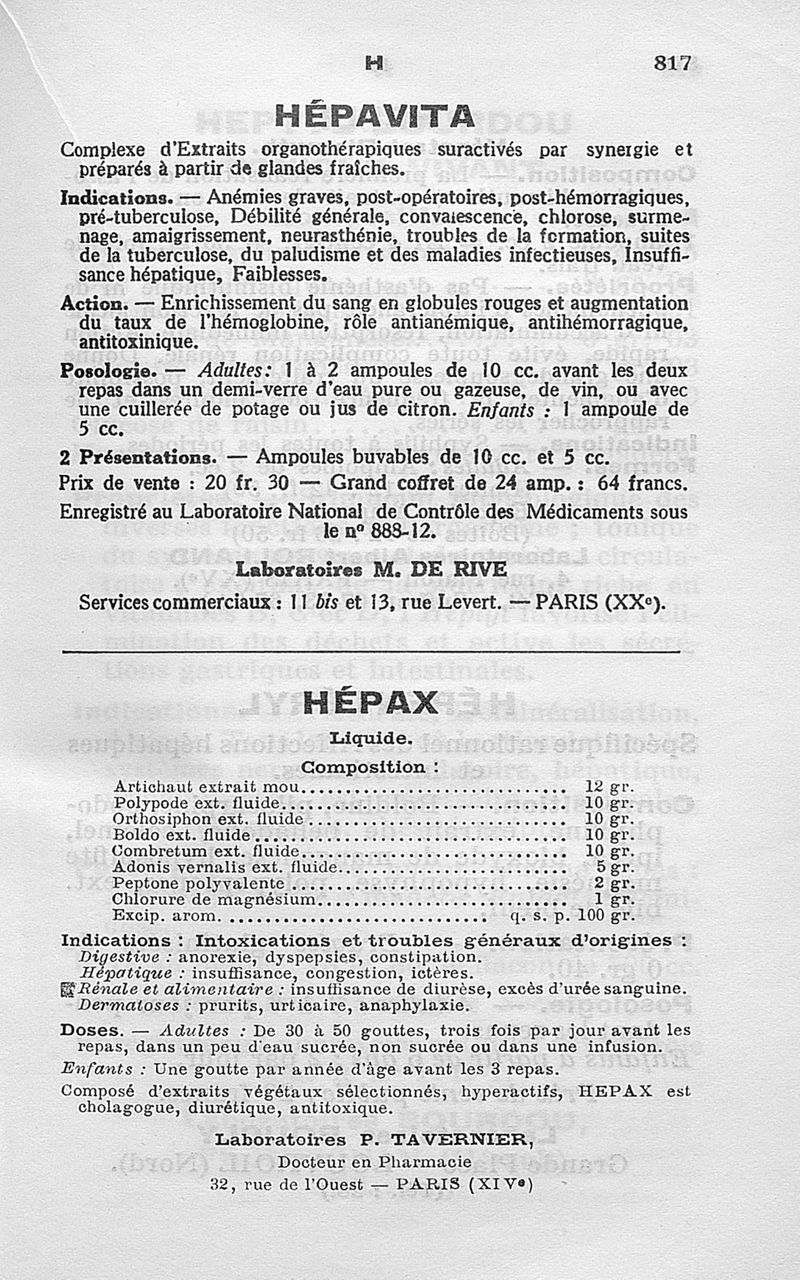 H 817
HÉPAVITA
Complexe d'Extraits organothérapiques suractivés par synergie et
préparés à partir de glandes fraîches.
Indications. — Anémies graves, post-opératoires, post-hémorragiques,
pré-tuberculose, Débilité générale, convalescence, chlorose, surme-
nage, amaigrissement, neurasthénie, troubles de la formation, suites
de la tuberculose, du paludisme et des maladies infectieuses, Insuffi-
sance hépatique, Faiblesses.
Action. — Enrichissement du sang en globules rouges et augmentation
du taux de l'hémoglobine, rôle antianémique, antihémorragique,
antitoxinique.
Posologie. — Adultes: 1 à 2 ampoules de 10 cc. avant les deux
repas dans un demi-verre d'eau pure ou gazeuse, de vin, ou avec
une cuillerée de potage ou jus de citron. Enfants : 1 ampoule de
5 cc.
2 Présentations. — Ampoules buvables de 10 cc. et 5 cc.
Prix de vente : 20 fr. 30 — Grand coffret de 24 amp. : 64 francs.
Enregistré au Laboratoire National de Contrôle des Médicaments sous
le nº 888-12.
Laboratoires M. DE RIVE
Services commerciaux : 11 bis et 13, rue Levert. — PARIS (XXe).
HÉPAX
Liquide.
Composition :
Artichaut extrait mou.............................. 12 gr.
Polypode ext. fluide.............................. 10 gr.
Orthosiphon ext. fluide .......................... 10 gr.
Boldo ext. fluide................................. 10 gr.
Combretum ext. fluide............................. 10 gr.
Adonis vernalis ext. fluide....................... 5 gr.
Peptone polyvalente .............................. 2 gr.
Chlorure de magnésium............................. 1 gr.
Excip. arom. ............................ q. s. p. 100 gr.
Indications : Intoxications et troubles généraux d'origines :
Digestive : anorexie, dyspepsies, constipation.
Hépatique : insuffisance, congestion, ictères.
Rénale et alimentaire : insuffisance de diurèse, excès d'urée sanguine.
Dermatoses : prurits, urticaire, anaphylaxie.
Doses. — Adultes : De 30 à 50 gouttes, trois fois par jour avant les
repas, dans un peu d'eau sucrée, non sucrée ou dans une infusion.
Enfants : Une goutte par année d'âge avant les 3 repas.
Composé d'extraits végétaux sélectionnés, hyperactifs, HEPAX est
cholagogue, diurétique, antitoxique.
Laboratoires P. TAVERNIER,
Docteur en Pharmacie
32, rue de l'Ouest — PARIS (XIVe)